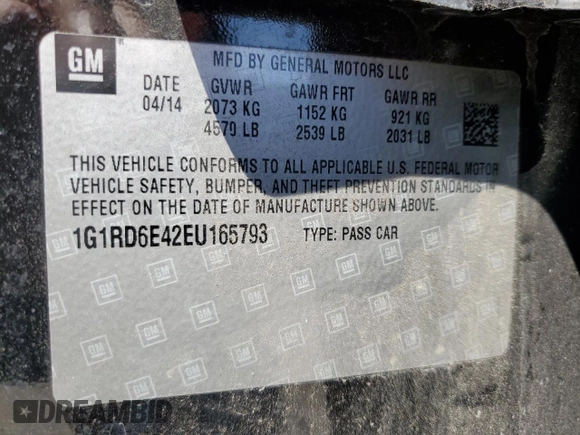 GM
MFD BY GENERAL MOTORS LLC
DATE GVWR GAWR FRT GAWR RR
04/14 2073 KG 1152 KG 921 KG
4570 LB 2539 LB 2031 LB
THIS VEHICLE CONFORMS TO ALL APPLICABLE U.S. FEDERAL MOTOR
VEHICLE SAFETY, BUMPER, AND THEFT PREVENTION STANDARDS IN
EFFECT ON THE DATE OF MANUFACTURE SHOWN ABOVE.
1G1RD6E42EU165793 TYPE: PASS CAR
DREAMBID